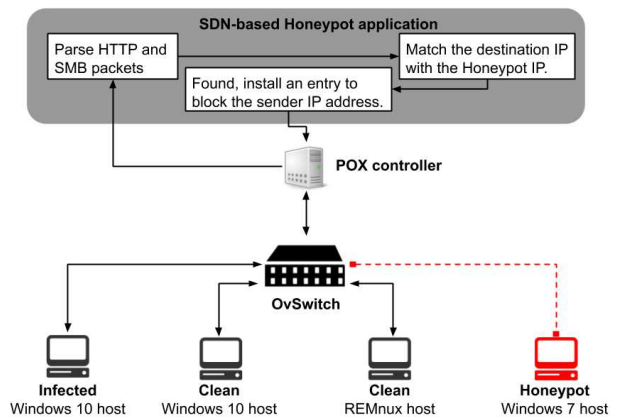 SDN-based Honeypot application
Parse HTTP and
SMB packets
Match the destination IP
with the Honeypot IP.
Found, install an entry to
block the sender IP address.
POX controller
OvSwitch
Infected
Windows 10 host
Clean
Windows 10 host
Clean
REMnux host
Honeypot
Windows 7 host